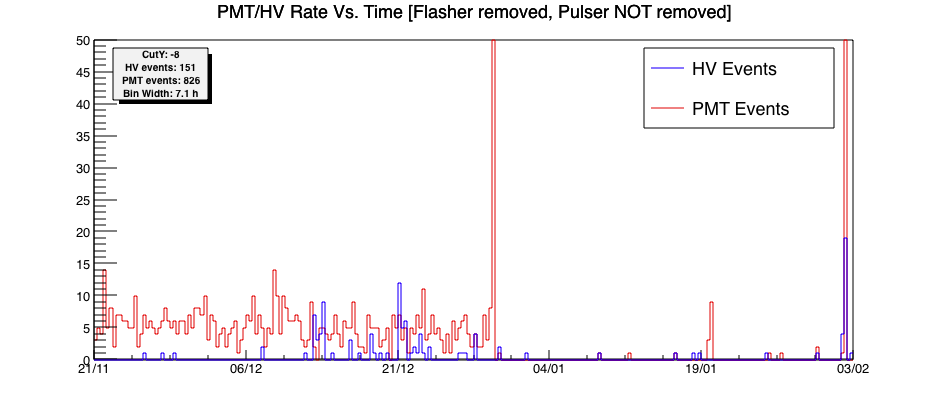 PMT/HV Rate Vs. Time [Flasher removed, Pulser NOT removed]
CutY: -8
HV events: 151
PMT events: 826
Bin Width: 7.1 h
HV Events
PMT Events
50
45
40
35
30
25
20
15
10
5
0
21/11 06/12 21/12 04/01 19/01 03/02